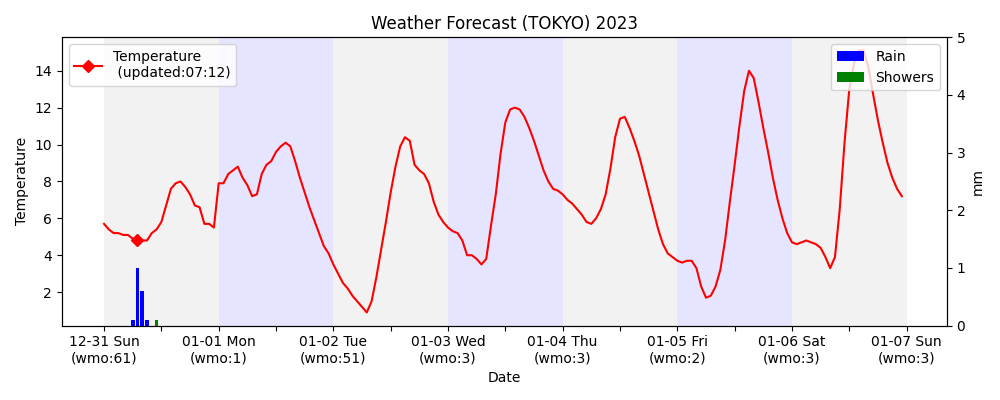 Weather Forecast (TOKYO) 2023
Temperature
(updated:07:12)
Rain
Showers
Temperature
14
12
10
8
6
4
2
5
4
3
2
1
0
mm
12-31 Sun
(wmo:61)
01-01 Mon
(wmo:1)
01-02 Tue
(wmo:51)
01-03 Wed
(wmo:3)
01-04 Thu
(wmo:3)
01-05 Fri
(wmo:2)
01-06 Sat
(wmo:3)
01-07 Sun
(wmo:3)
Date